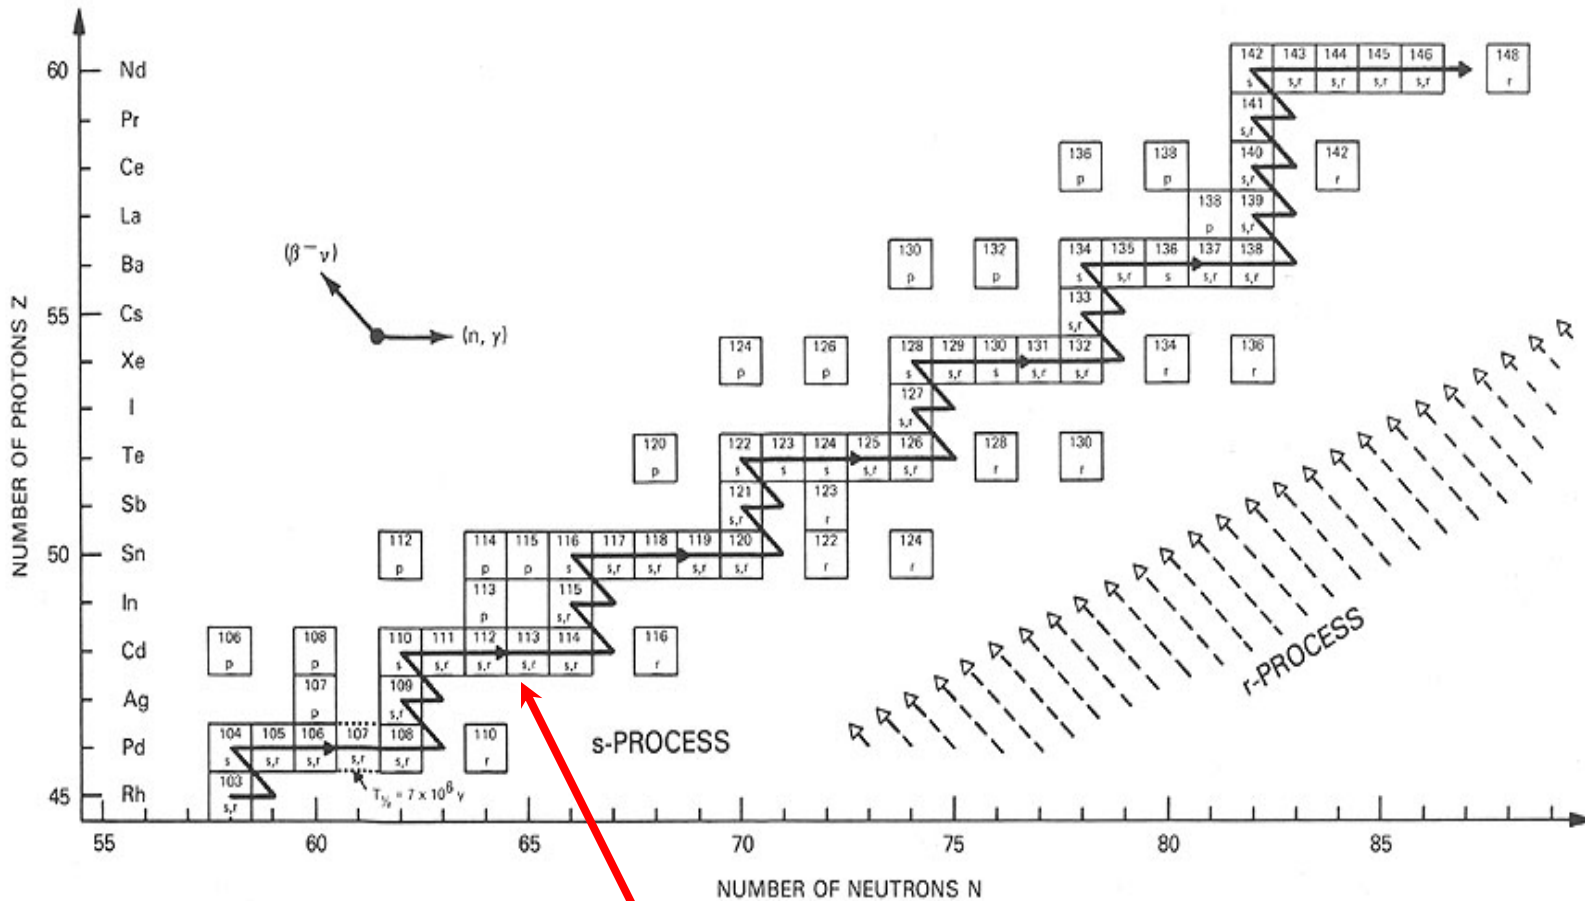 60 Nd 142 143 144 145 146 148
s s,r s,r s,r s,r r
Pr 141
s,r
Ce 136 138 140 142
p p s,r r
La 138 139
p s,r
(β⁻ν)
Ba 130 132 134 135 136 137 138
p p s s,r s s,r s,r
55 Cs 133
s,r
(n, γ)
Xe 124 126 128 129 130 131 132 134 136
p p s s,r s s,r s,r r r
I 127
s,r
Te 120 122 123 124 125 126 128 130
p s s s s,r s,r r r
Sb 121 123
s,r r
50 Sn 112 114 115 116 117 118 119 120 122 124
p p p s s,r s,r s,r s,r r r
In 113 115
p s,r
Cd 106 108 110 111 112 113 114 116
p p s s,r s,r s,r s,r r
Ag 107 109
p s,r
Pd 104 105 106 107 108 110
s s,r s,r s,r s,r r
45 Rh 103
s,r
T½ = 7 × 10⁶ y
s-PROCESS
r-PROCESS
NUMBER OF PROTONS Z
55 60 65 70 75 80 85
NUMBER OF NEUTRONS N